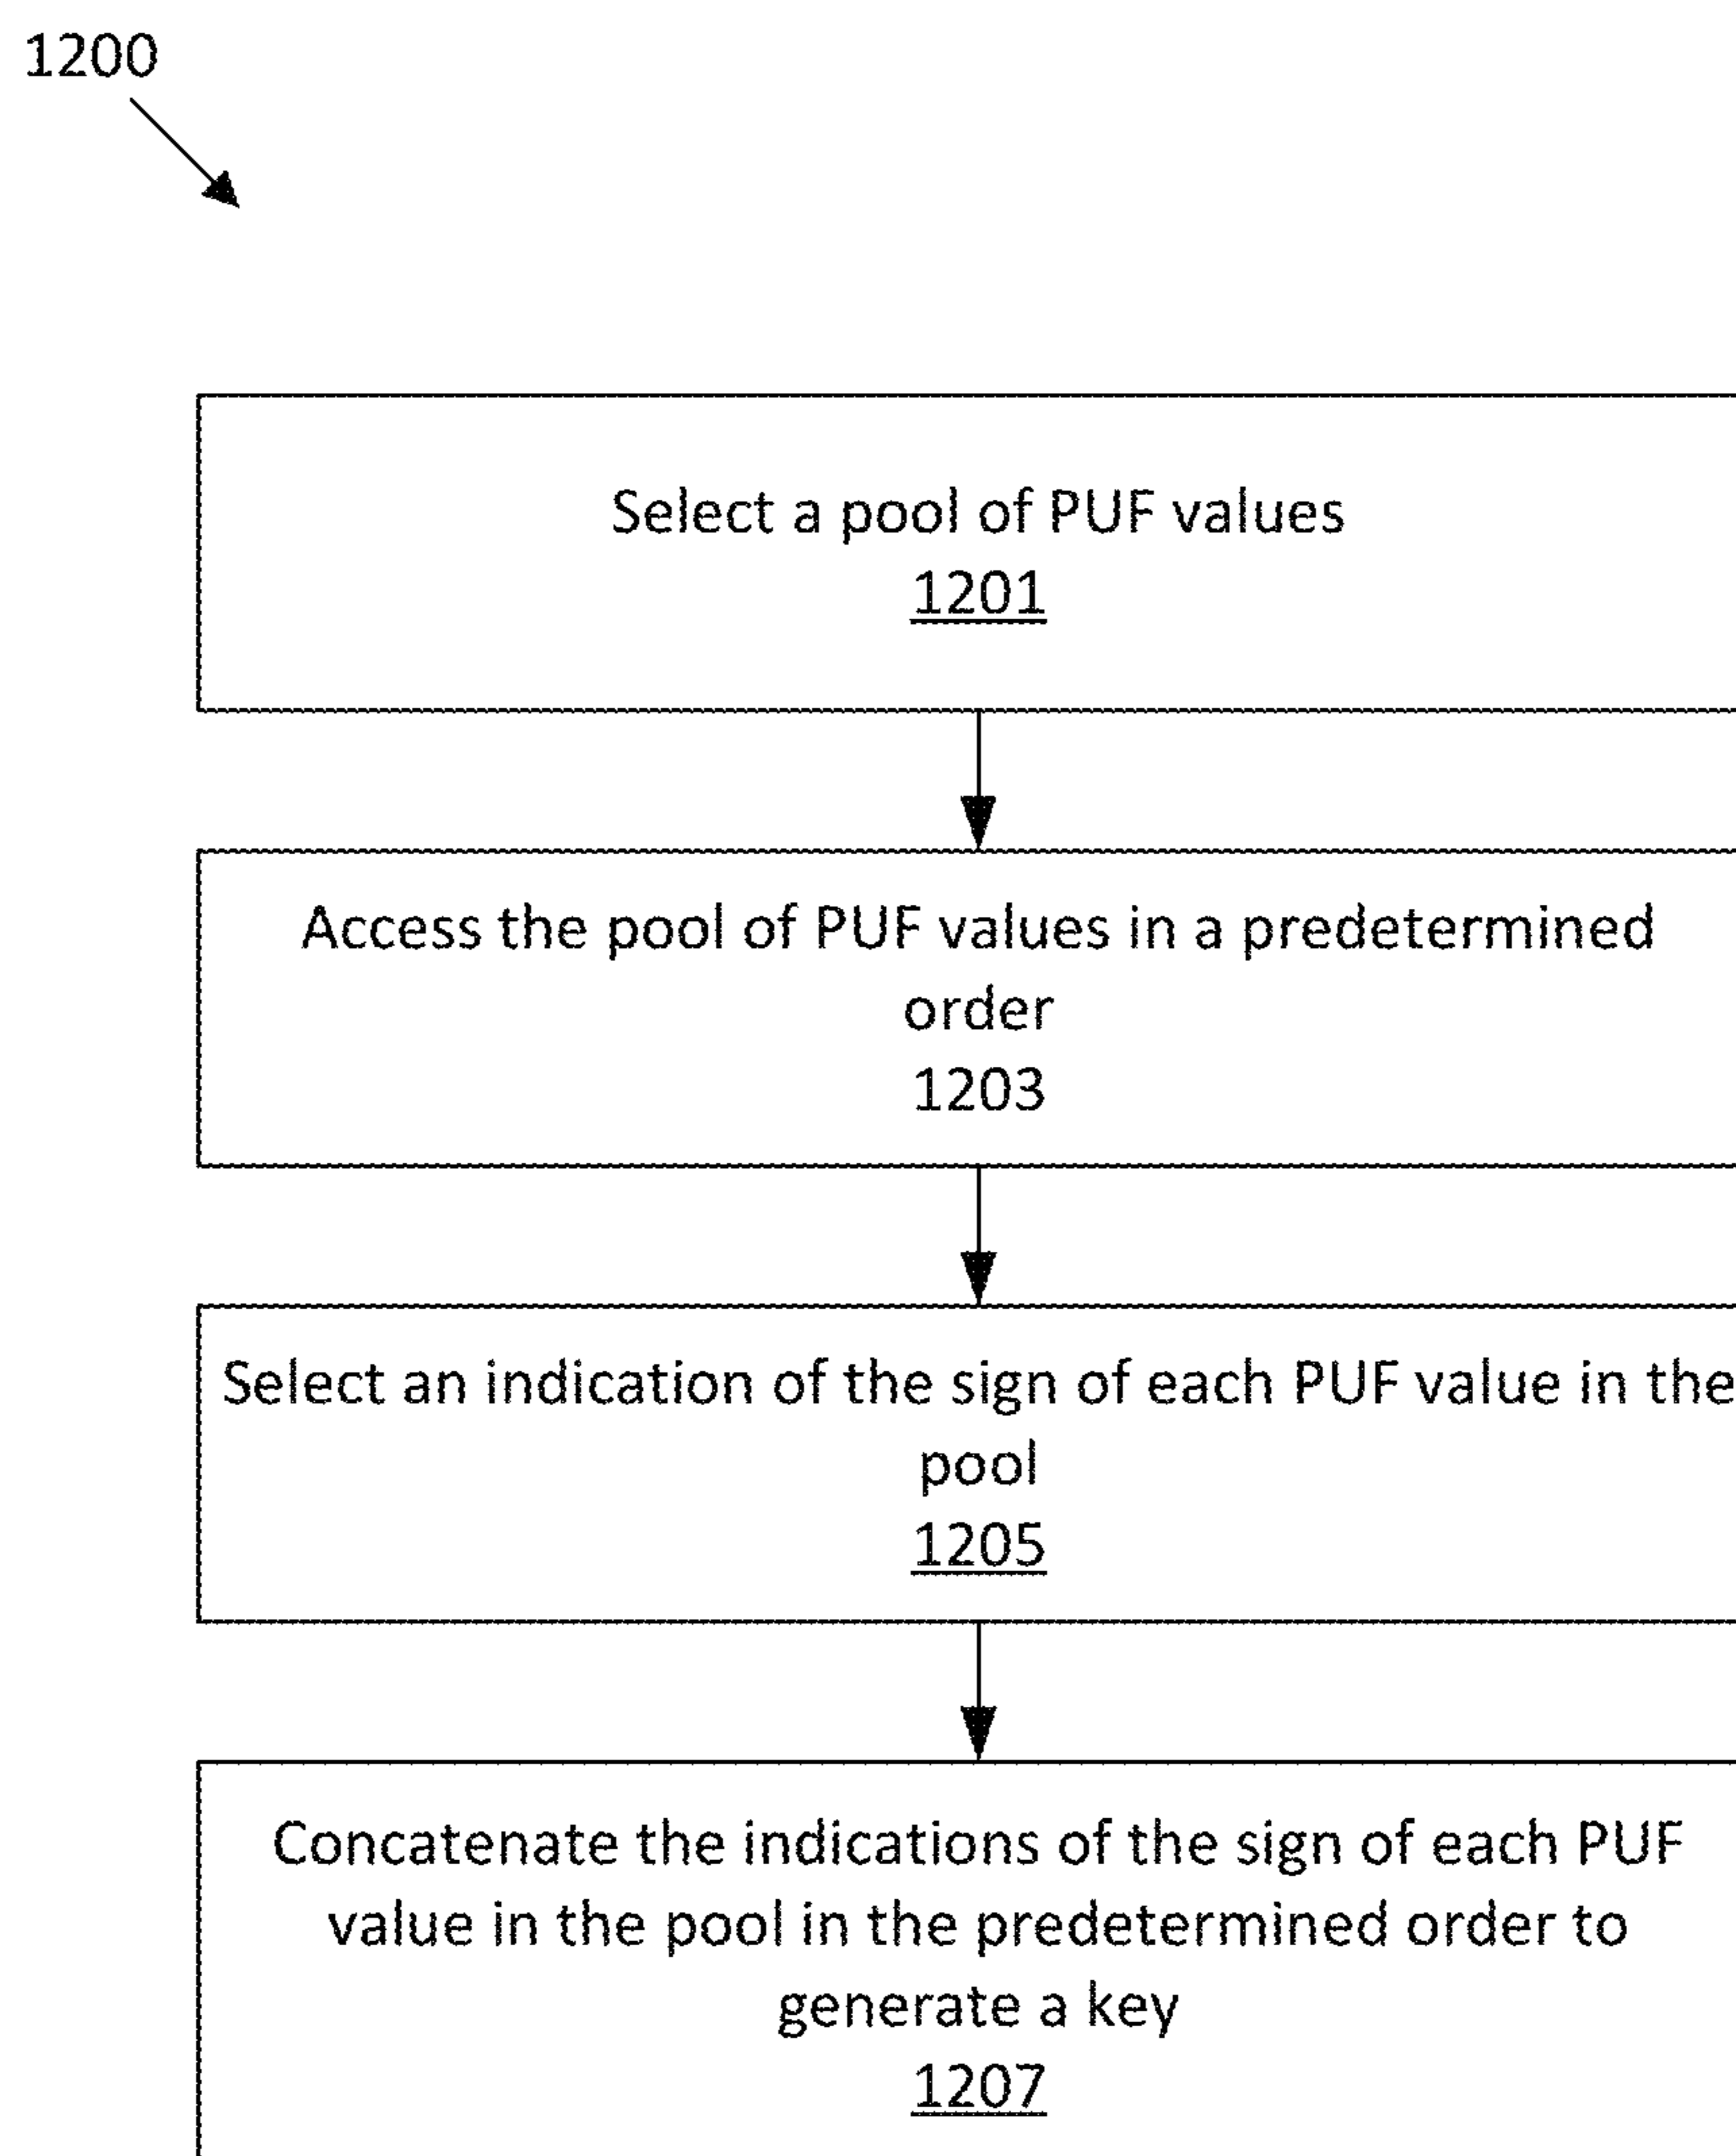 1200
Select a pool of PUF values
1201
Access the pool of PUF values in a predetermined
order
1203
Select an indication of the sign of each PUF value in the
pool
1205
Concatenate the indications of the sign of each PUF
value in the pool in the predetermined order to
generate a key
1207